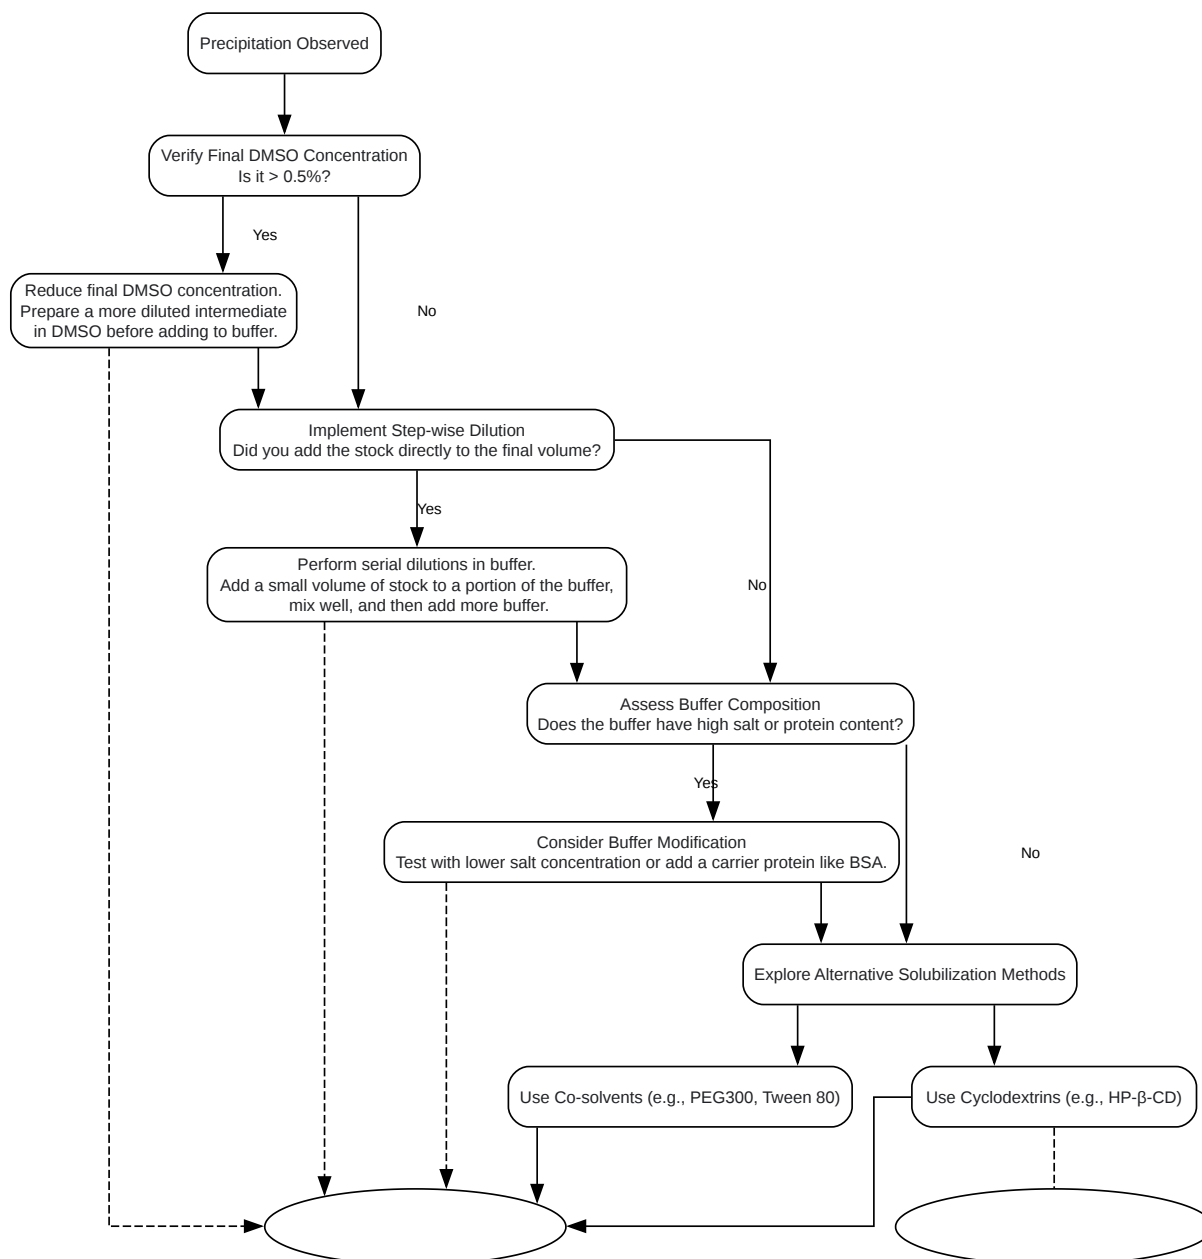 Precipitation Observed
Verify Final DMSO Concentration
Is it > 0.5%?
Yes
Reduce final DMSO concentration.
Prepare a more diluted intermediate
in DMSO before adding to buffer.
No
Implement Step-wise Dilution
Did you add the stock directly to the final volume?
Yes
Perform serial dilutions in buffer.
Add a small volume of stock to a portion of the buffer,
mix well, and then add more buffer.
No
Assess Buffer Composition
Does the buffer have high salt or protein content?
Yes
Consider Buffer Modification
Test with lower salt concentration or add a carrier protein like BSA.
No
Explore Alternative Solubilization Methods
Use Co-solvents (e.g., PEG300, Tween 80)
Use Cyclodextrins (e.g., HP-β-CD)